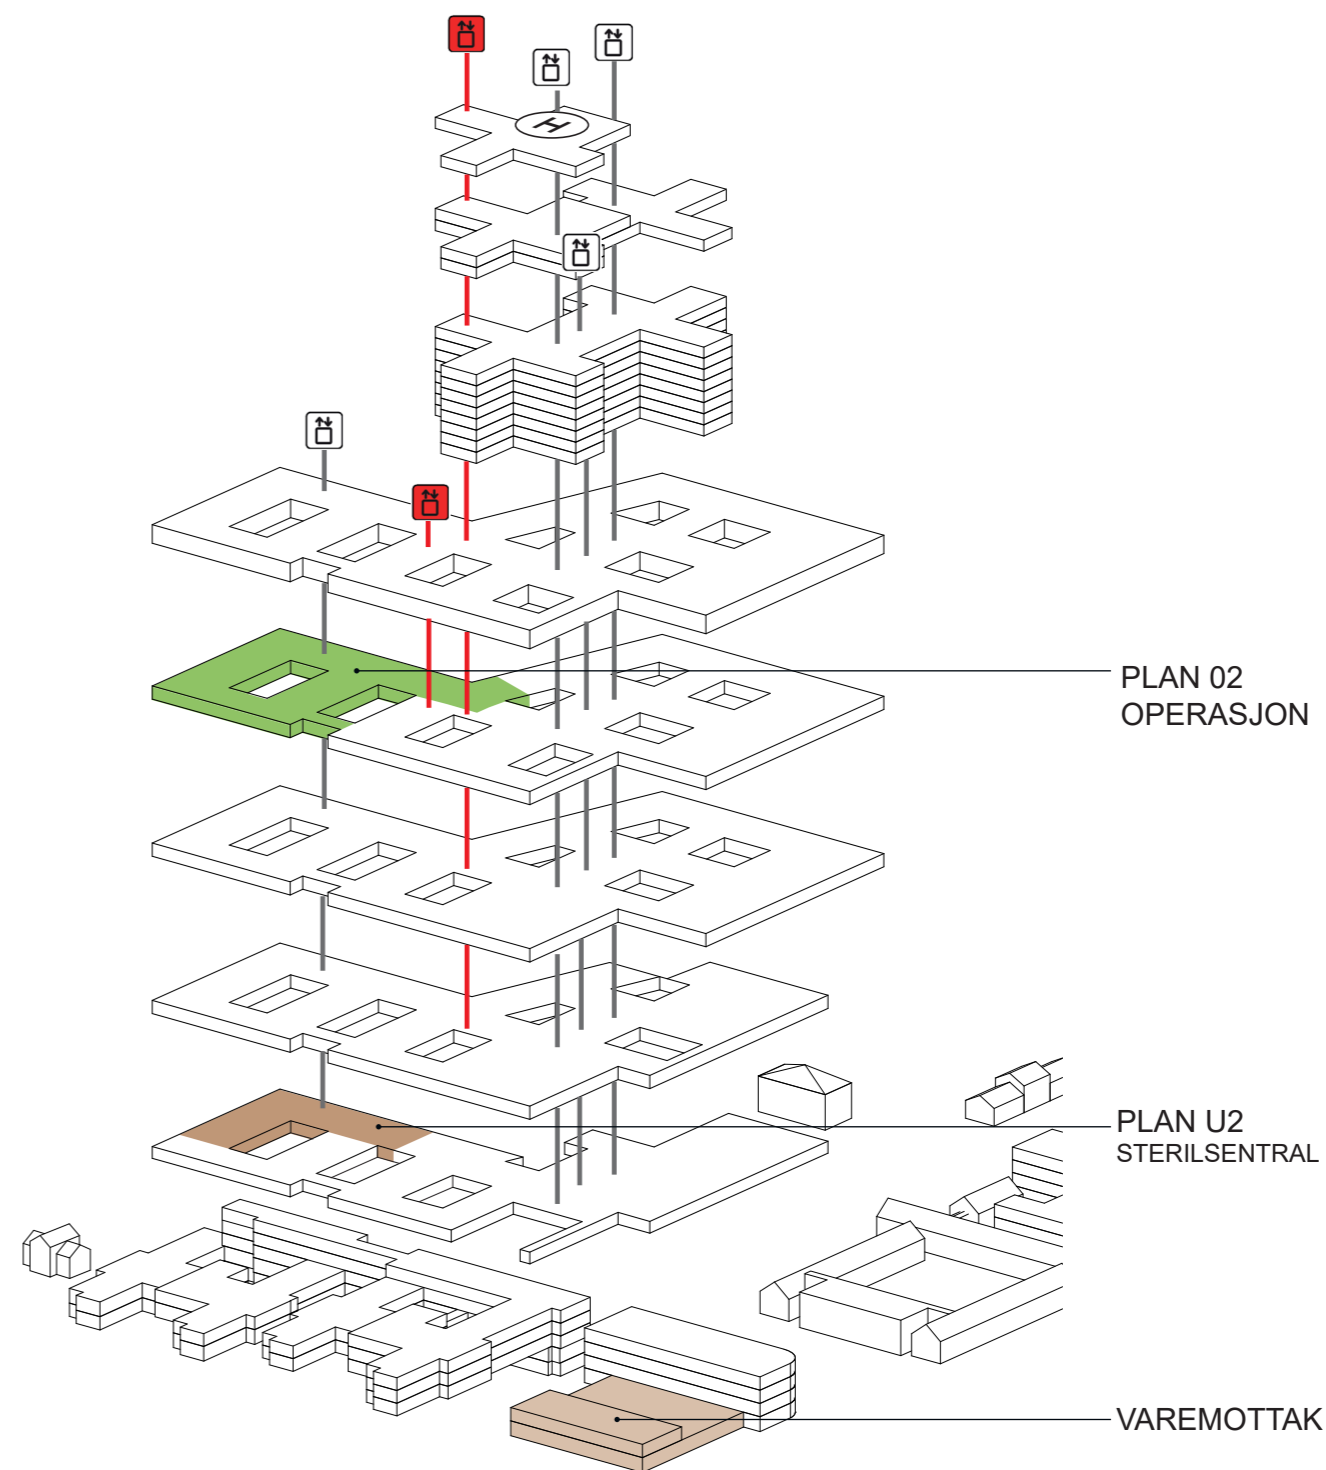 H
PLAN 02
OPERASJON
PLAN U2
STERILSENTRAL
VAREMOTTAK